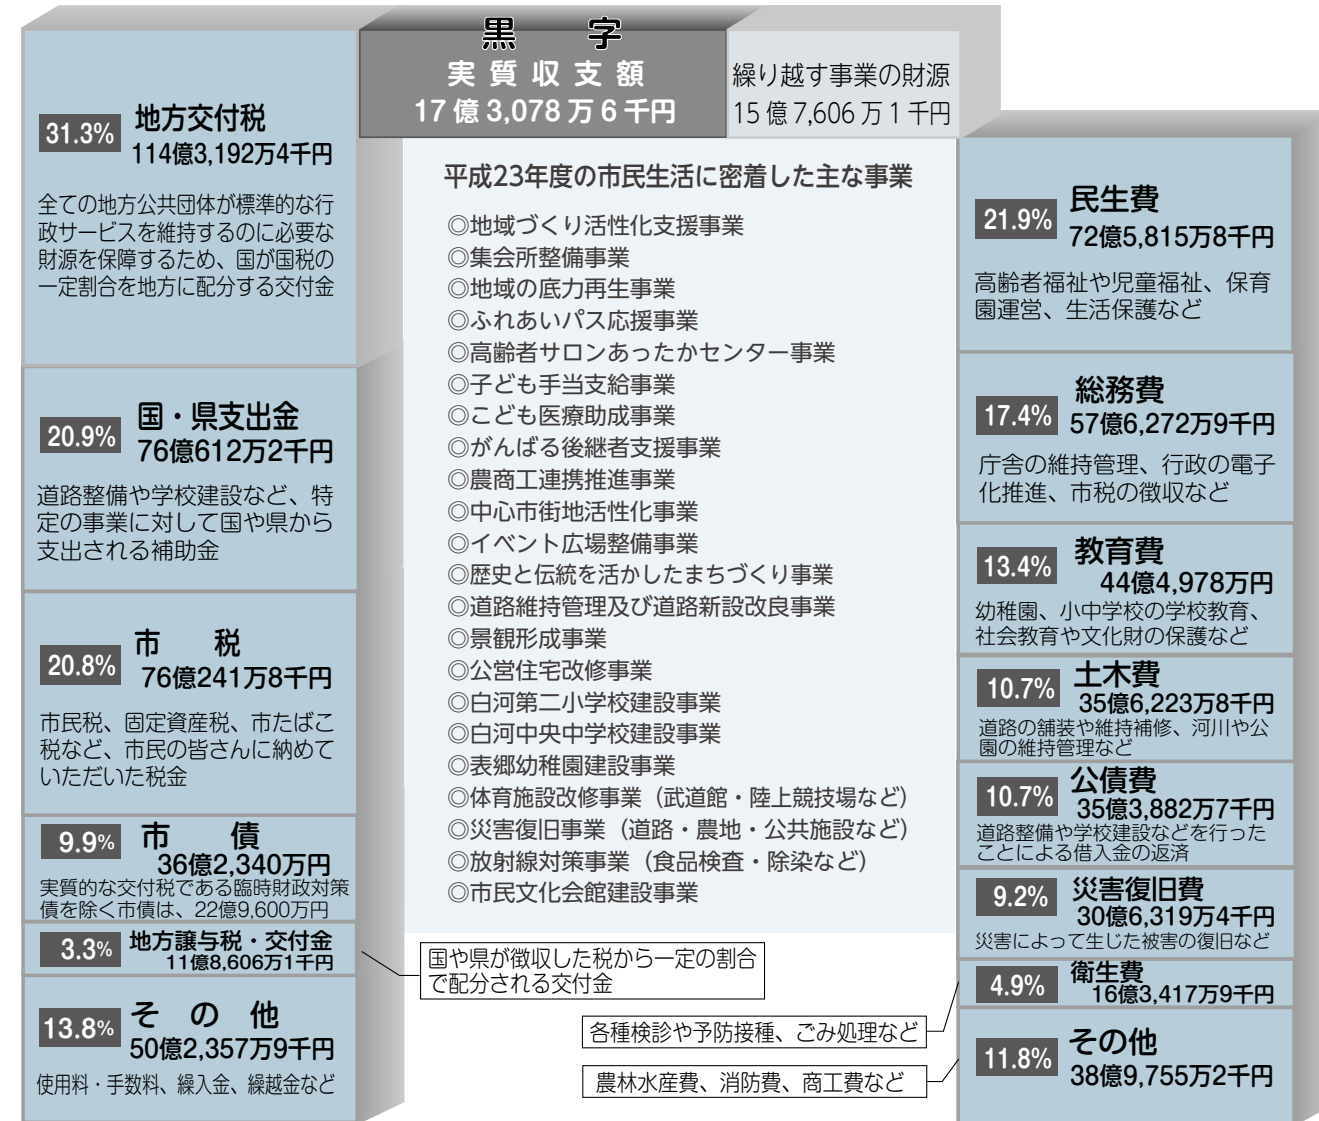 黒 字
実質収支額
17億3,078万6千円
繰り越す事業の財源
15億7,606万1千円
31.3% 地方交付税
114億3,192万4千円
全ての地方公共団体が標準的な行
政サービスを維持するのに必要な
財源を保障するため、国が国税の
一定割合を地方に配分する交付金
20.9% 国・県支出金
76億612万2千円
道路整備や学校建設など、特
定の事業に対して国や県から
支出される補助金
20.8% 市 税
76億241万8千円
市民税、固定資産税、市たばこ
税など、市民の皆さんに納めて
いただいた税金
9.9% 市 債
36億2,340万円
実質的な交付税である臨時財政対策
債を除く市債は、22億9,600万円
3.3% 地方譲与税・交付金
11億8,606万1千円
国や県が徴収した税から一定の割合
で配分される交付金
13.8% その他
50億2,357万9千円
使用料・手数料、繰入金、繰越金など
平成23年度の市民生活に密着した主な事業
◎地域づくり活性化支援事業
◎集会所整備事業
◎地域の底力再生事業
◎ふれあいパス応援事業
◎高齢者サロンあったかセンター事業
◎子ども手当支給事業
◎こども医療助成事業
◎がんばる後継者支援事業
◎農商工連携推進事業
◎中心市街地活性化事業
◎イベント広場整備事業
◎歴史と伝統を活かしたまちづくり事業
◎道路維持管理及び道路新設改良事業
◎景観形成事業
◎公営住宅改修事業
◎白河第二小学校建設事業
◎白河中央中学校建設事業
◎表郷幼稚園建設事業
◎体育施設改修事業（武道館・陸上競技場など）
◎災害復旧事業（道路・農地・公共施設など）
◎放射線対策事業（食品検査・除染など）
◎市民文化会館建設事業
21.9% 民生費
72億5,815万8千円
高齢者福祉や児童福祉、保育
園運営、生活保護など
17.4% 総務費
57億6,272万9千円
庁舎の維持管理、行政の電子
化推進、市税の徴収など
13.4% 教育費
44億4,978万円
幼稚園、小中学校の学校教育、
社会教育や文化財の保護など
10.7% 土木費
35億6,223万8千円
道路の舗装や維持補修、河川や公
園の維持管理など
10.7% 公債費
35億3,882万7千円
道路整備や学校建設などを行った
ことによる借入金の返済
9.2% 災害復旧費
30億6,319万4千円
災害によって生じた被害の復旧など
4.9% 衛生費
16億3,417万9千円
各種検診や予防接種、ごみ処理など
11.8% その他
38億9,755万2千円
農林水産費、消防費、商工費など